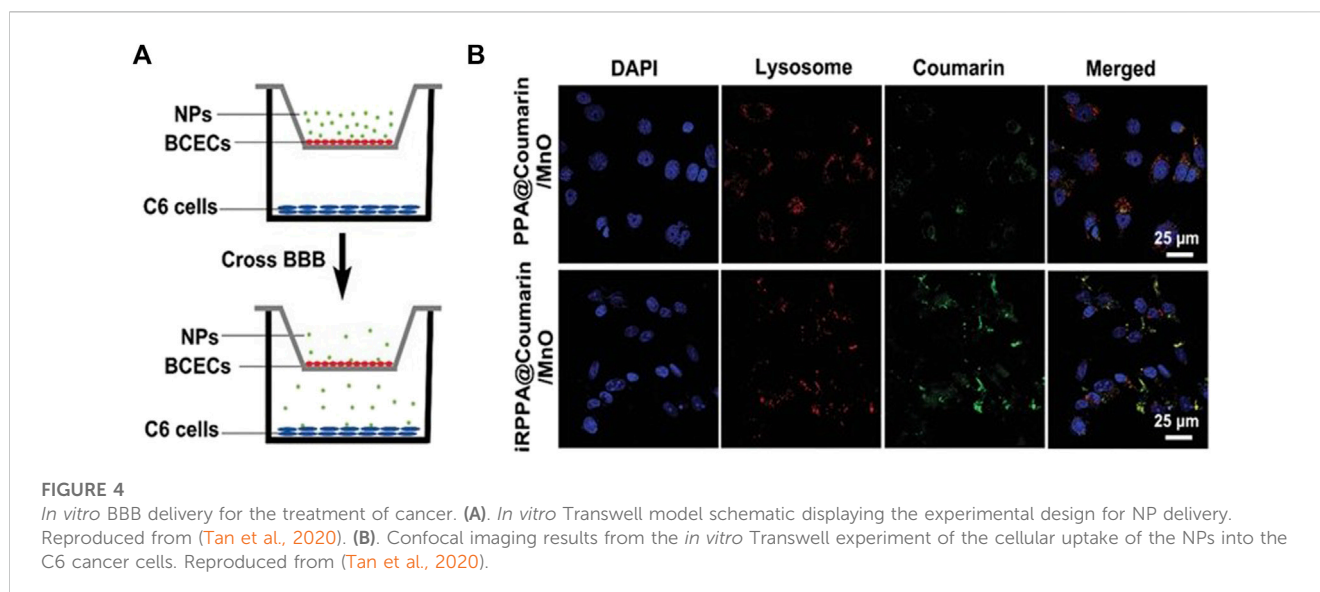 A
NPs
BCECs
C6 cells
Cross BBB
NPs
BCECs
C6 cells
B
DAPI Lysosome Coumarin Merged
PPA@Coumarin
/MnO
25 µm
iRPPA@Coumarin
/MnO
25 µm
FIGURE 4
In vitro BBB delivery for the treatment of cancer. (A). In vitro Transwell model schematic displaying the experimental design for NP delivery.
Reproduced from (Tan et al., 2020). (B). Confocal imaging results from the in vitro Transwell experiment of the cellular uptake of the NPs into the
C6 cancer cells. Reproduced from (Tan et al., 2020).